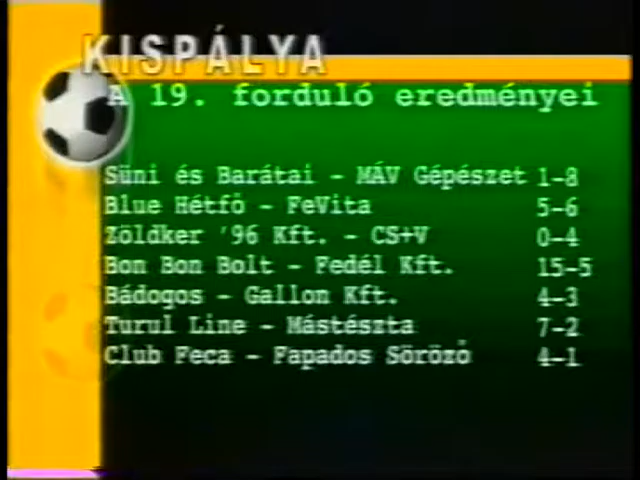 KISPÁLYA
A 19. forduló eredményei
Süni és Barátai - MÁV Gépészet 1-8
Blue Hétfõ - FeVita 5-6
Zöldker '96 Kft. - CS+V 0-4
Bon Bon Bolt - Fedél Kft. 15-5
Bádogos - Gallon Kft. 4-3
Turul Line - Mástészta 7-2
Club Feca - Papados Söröző 4-1